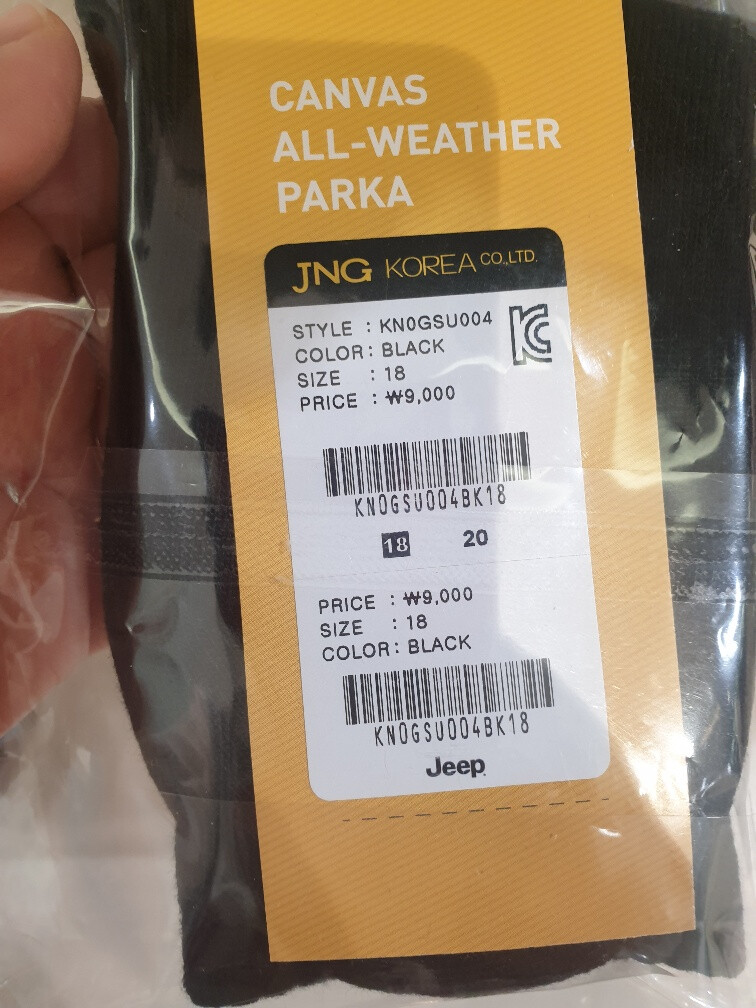 CANVAS
ALL-WEATHER
PARKA
JNG KOREA CO.,LTD.
STYLE : KN0GSU004
COLOR : BLACK
SIZE : 18
PRICE : ₩9,000
KN0GSU004BK18
18 20
PRICE : ₩9,000
SIZE : 18
COLOR : BLACK
KN0GSU004BK18
Jeep